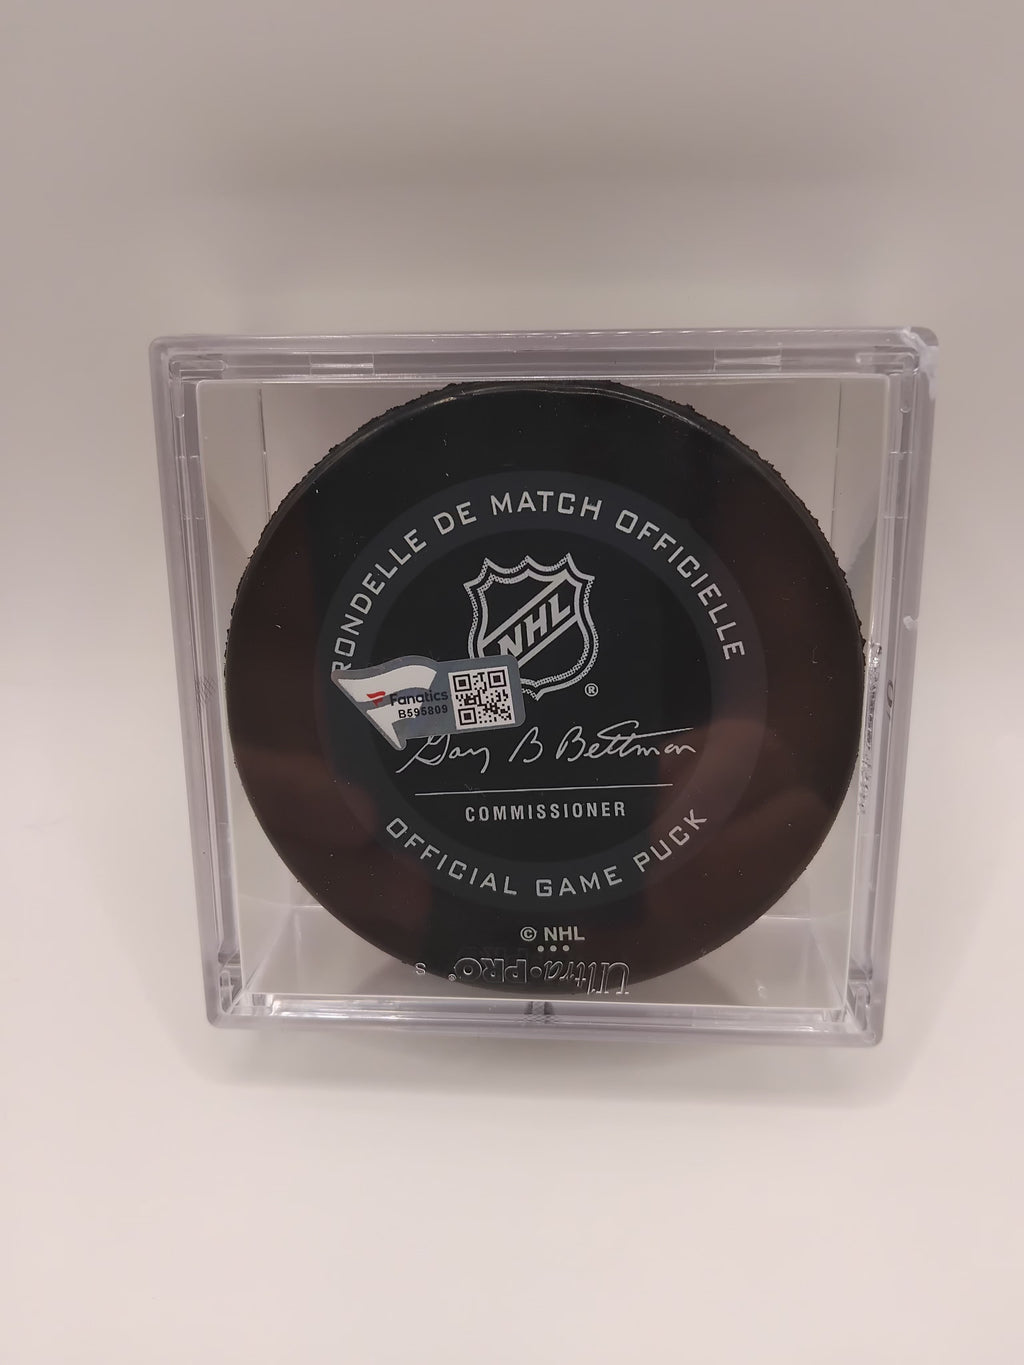 RONDELLE DE MATCH OFFICIELLE
NHL
®
Fanatics
B595809
Gary B Bettman
COMMISSIONER
OFFICIAL GAME PUCK
© NHL
Ultra•PRO®